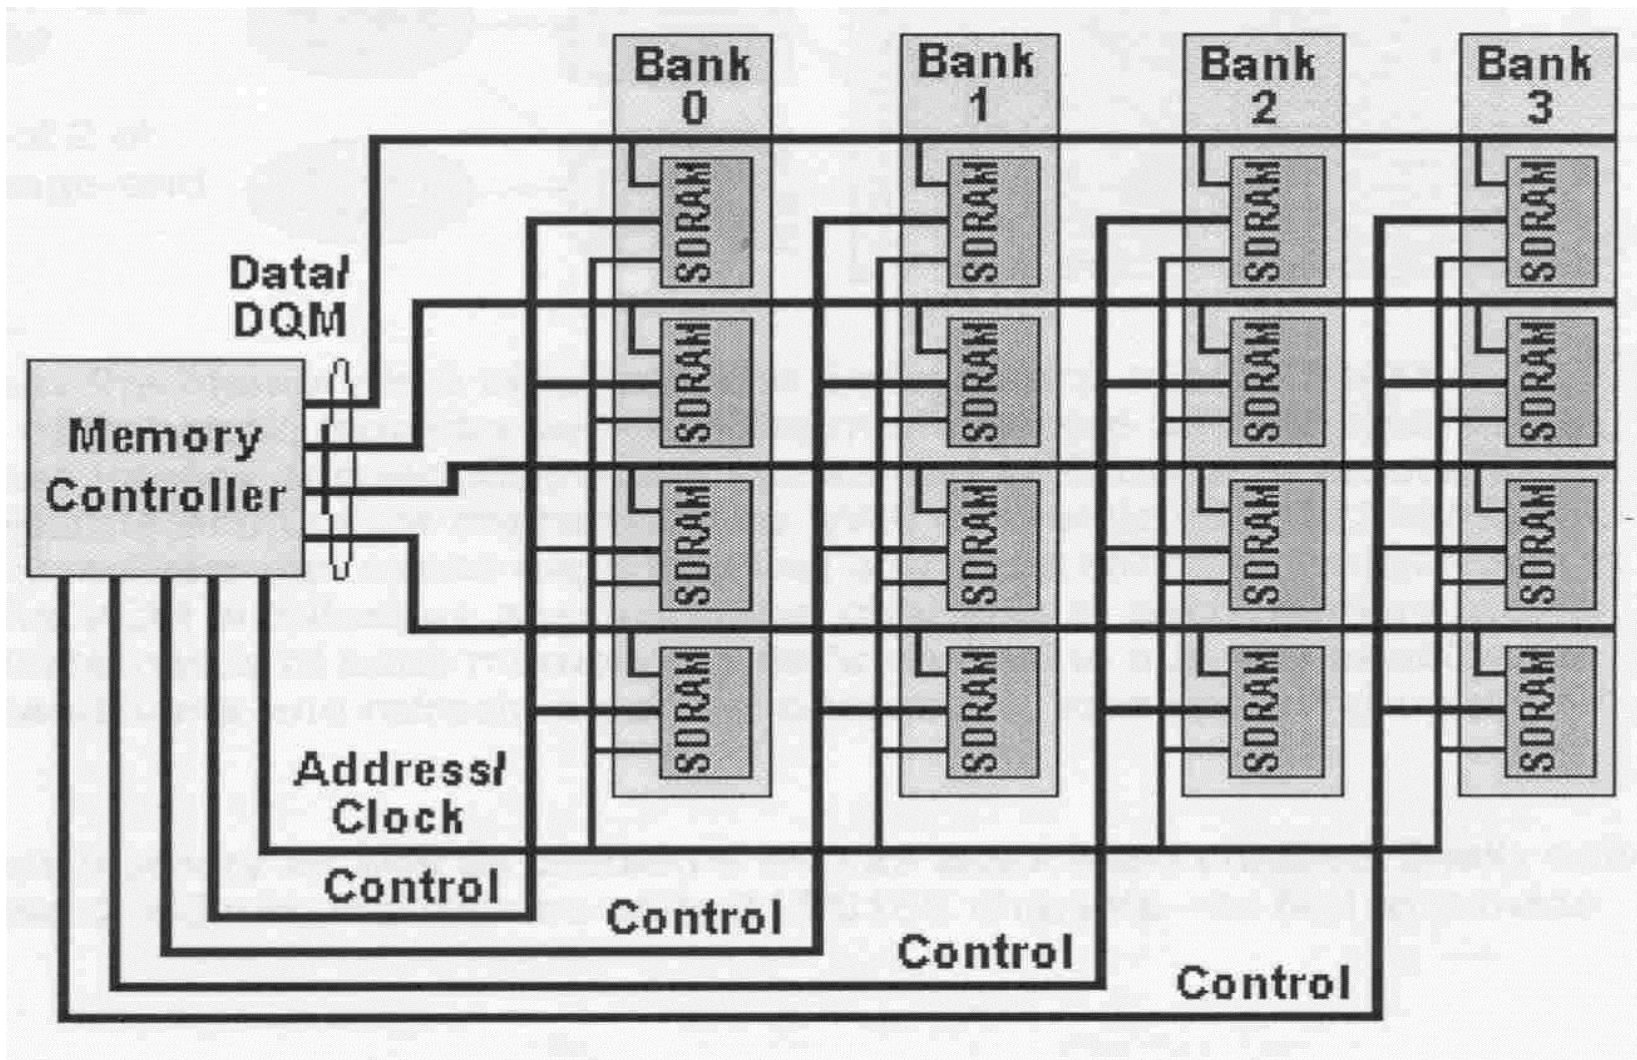 Bank
0
Bank
1
Bank
2
Bank
3
SDRAM
SDRAM
SDRAM
SDRAM
Data/
DQM
SDRAM
SDRAM
SDRAM
SDRAM
Memory
Controller
SDRAM
SDRAM
SDRAM
SDRAM
SDRAM
SDRAM
SDRAM
SDRAM
Address/
Clock
Control
Control
Control
Control